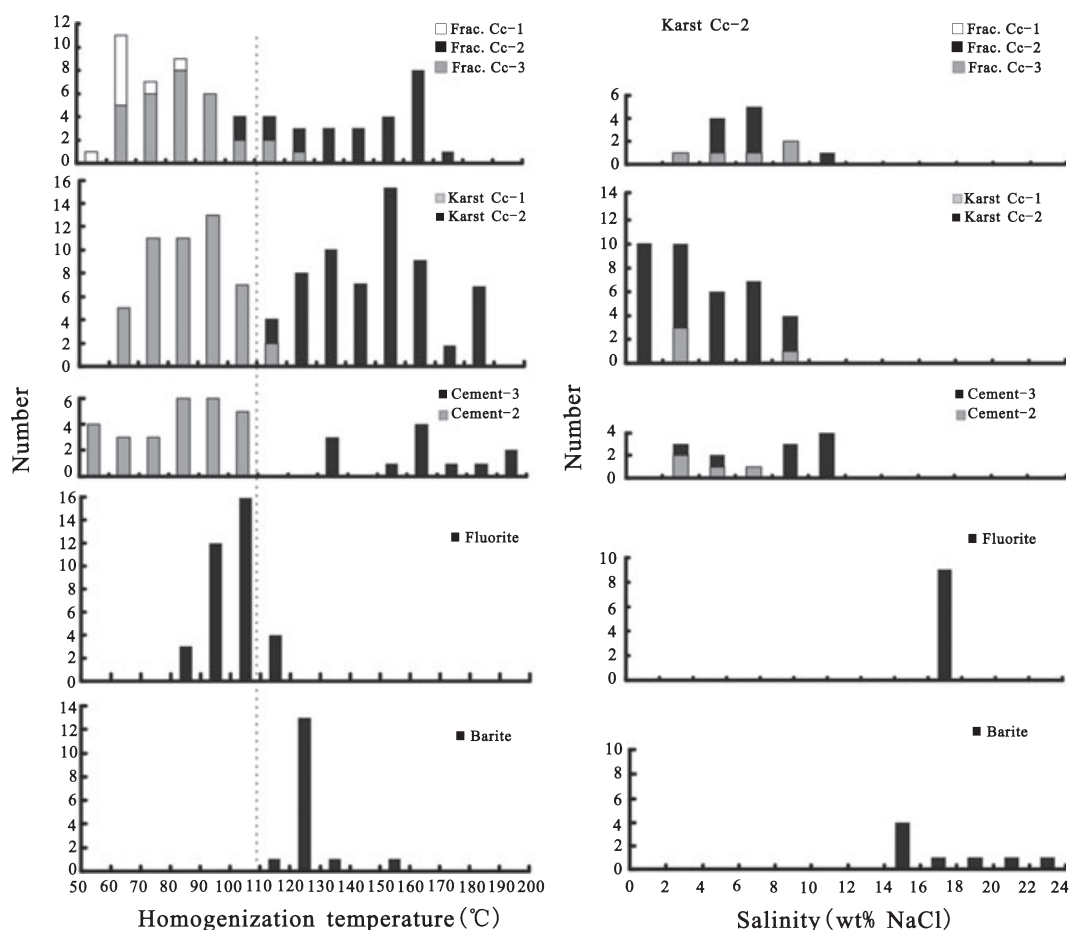 12
10
8
6
4
2
0
Frac. Cc-1
Frac. Cc-2
Frac. Cc-3
16
14
12
10
8
6
4
2
0
Karst Cc-1
Karst Cc-2
6
4
2
0
Cement-3
Cement-2
Number
16
14
12
10
8
6
4
2
0
Fluorite
14
12
10
8
6
4
2
0
Barite
50 60 70 80 90 100 110 120 130 140 150 160 170 180 190 200
Homogenization temperature(℃)
Karst Cc-2
Frac. Cc-1
Frac. Cc-2
Frac. Cc-3
6
4
2
0
14
12
10
8
6
4
2
0
Karst Cc-1
Karst Cc-2
Cement-3
Cement-2
4
2
0
Number
Fluorite
10
8
6
4
2
0
Barite
10
8
6
4
2
0
0 2 4 6 8 10 12 14 16 18 20 22 24
Salinity(wt% NaCl)